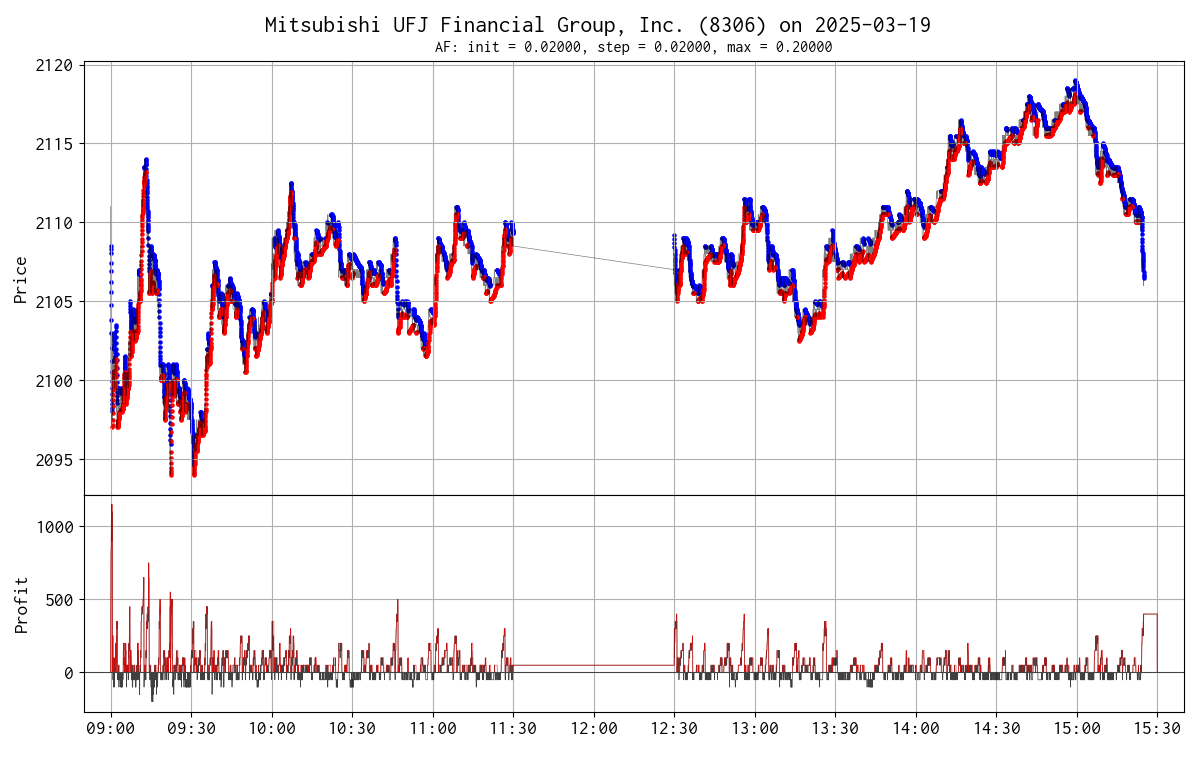 Mitsubishi UFJ Financial Group, Inc. (8306) on 2025-03-19
AF: init = 0.02000, step = 0.02000, max = 0.20000
Price
2120
2115
2110
2105
2100
2095
Profit
1000
500
0
09:00 09:30 10:00 10:30 11:00 11:30 12:00 12:30 13:00 13:30 14:00 14:30 15:00 15:30